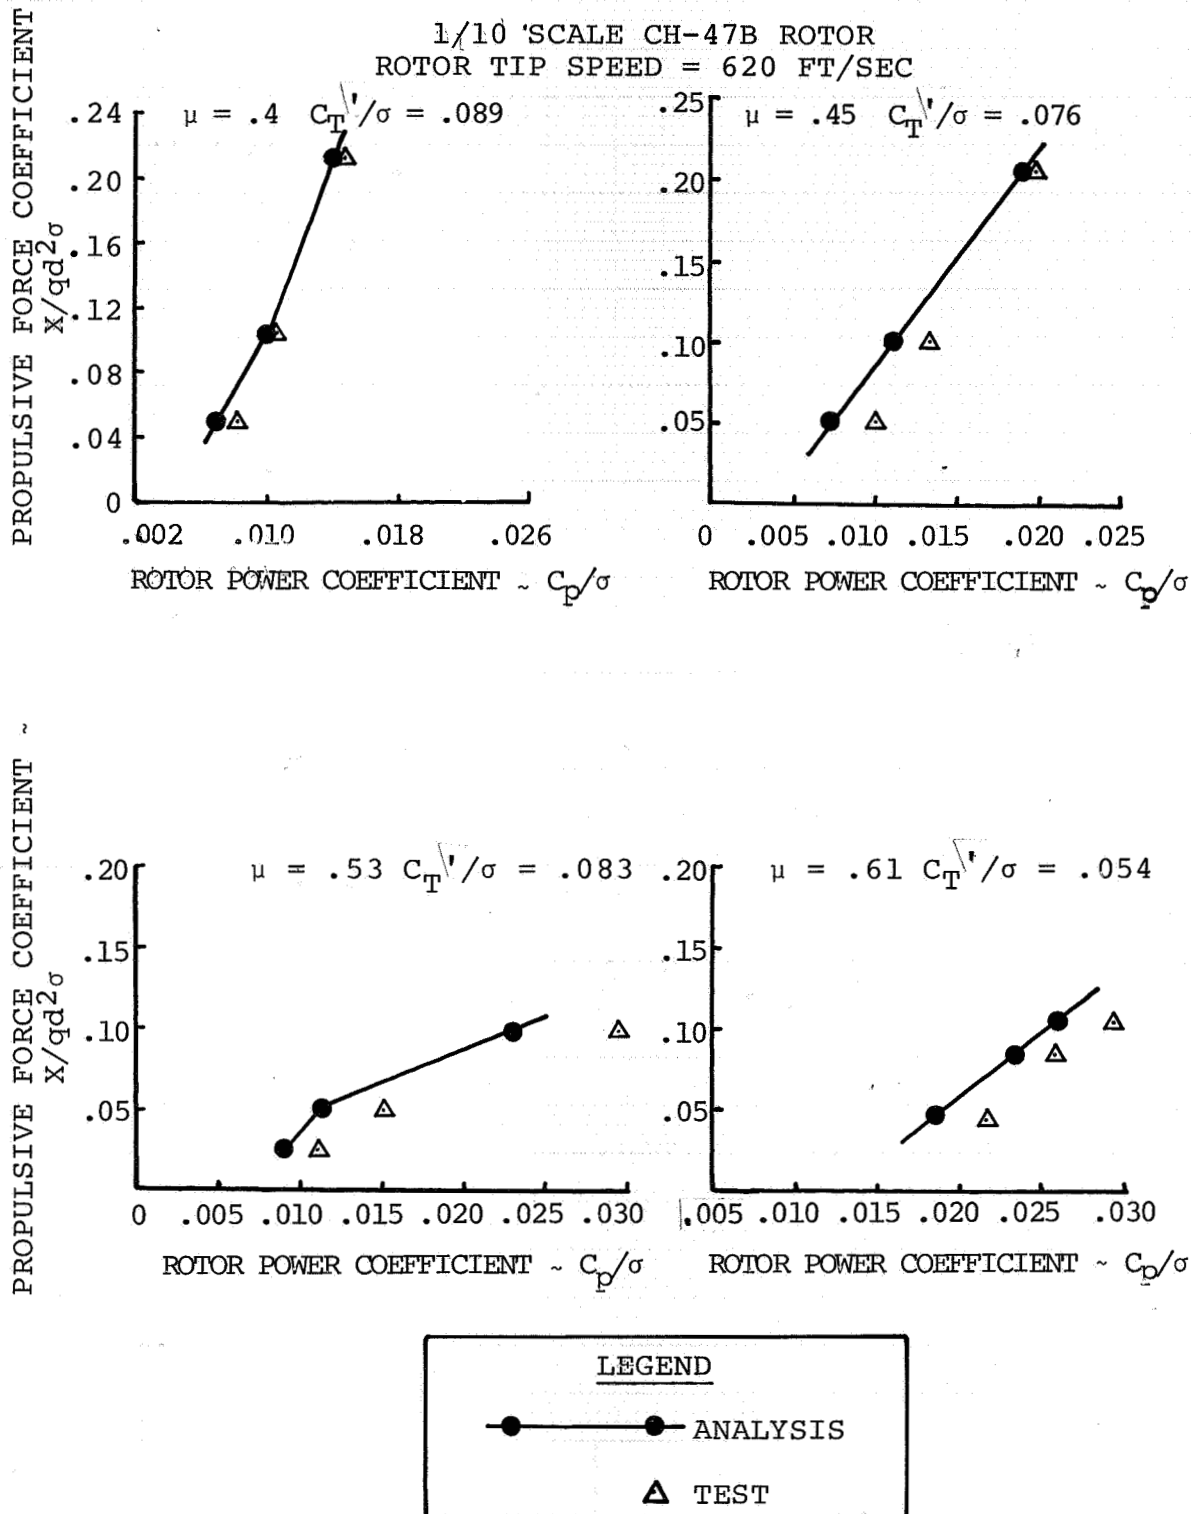 1/10 SCALE CH-47B ROTOR
ROTOR TIP SPEED = 620 FT/SEC
PROPULSIVE FORCE COEFFICIENT
X/qd²σ
μ = .4 C_T'/σ = .089
.24
.20
.16
.12
.08
.04
0
.002 .010 .018 .026
ROTOR POWER COEFFICIENT ~ C_p/σ
μ = .45 C_T'/σ = .076
.25
.20
.15
.10
.05
0 .005 .010 .015 .020 .025
ROTOR POWER COEFFICIENT ~ C_p/σ
PROPULSIVE FORCE COEFFICIENT ~
X/qd²σ
μ = .53 C_T'/σ = .083
.20
.15
.10
.05
0 .005 .010 .015 .020 .025 .030
ROTOR POWER COEFFICIENT ~ C_p/σ
μ = .61 C_T'/σ = .054
.20
.15
.10
.05
.005 .010 .015 .020 .025 .030
ROTOR POWER COEFFICIENT ~ C_p/σ
LEGEND
ANALYSIS
TEST